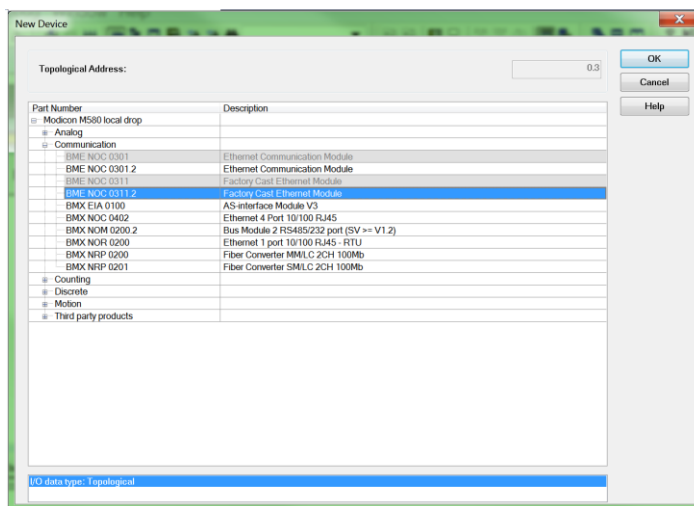 New Device
Topological Address:
0.3
OK
Cancel
Help
Part Number Description
Modicon M580 local drop
Analog
Communication
BME NOC 0301 Ethernet Communication Module
BME NOC 0301.2 Ethernet Communication Module
BME NOC 0311 Factory Cast Ethernet Module
BME NOC 0311.2 Factory Cast Ethernet Module
BMX EIA 0100 AS-interface Module V3
BMX NOC 0402 Ethernet 4 Port 10/100 RJ45
BMX NOM 0200.2 Bus Module 2 RS485/232 port (SV >= V1.2)
BMX NOR 0200 Ethernet 1 port 10/100 RJ45 - RTU
BMX NRP 0200 Fiber Converter MM/LC 2CH 100Mb
BMX NRP 0201 Fiber Converter SM/LC 2CH 100Mb
Counting
Discrete
Motion
Third party products
I/O data type: Topological